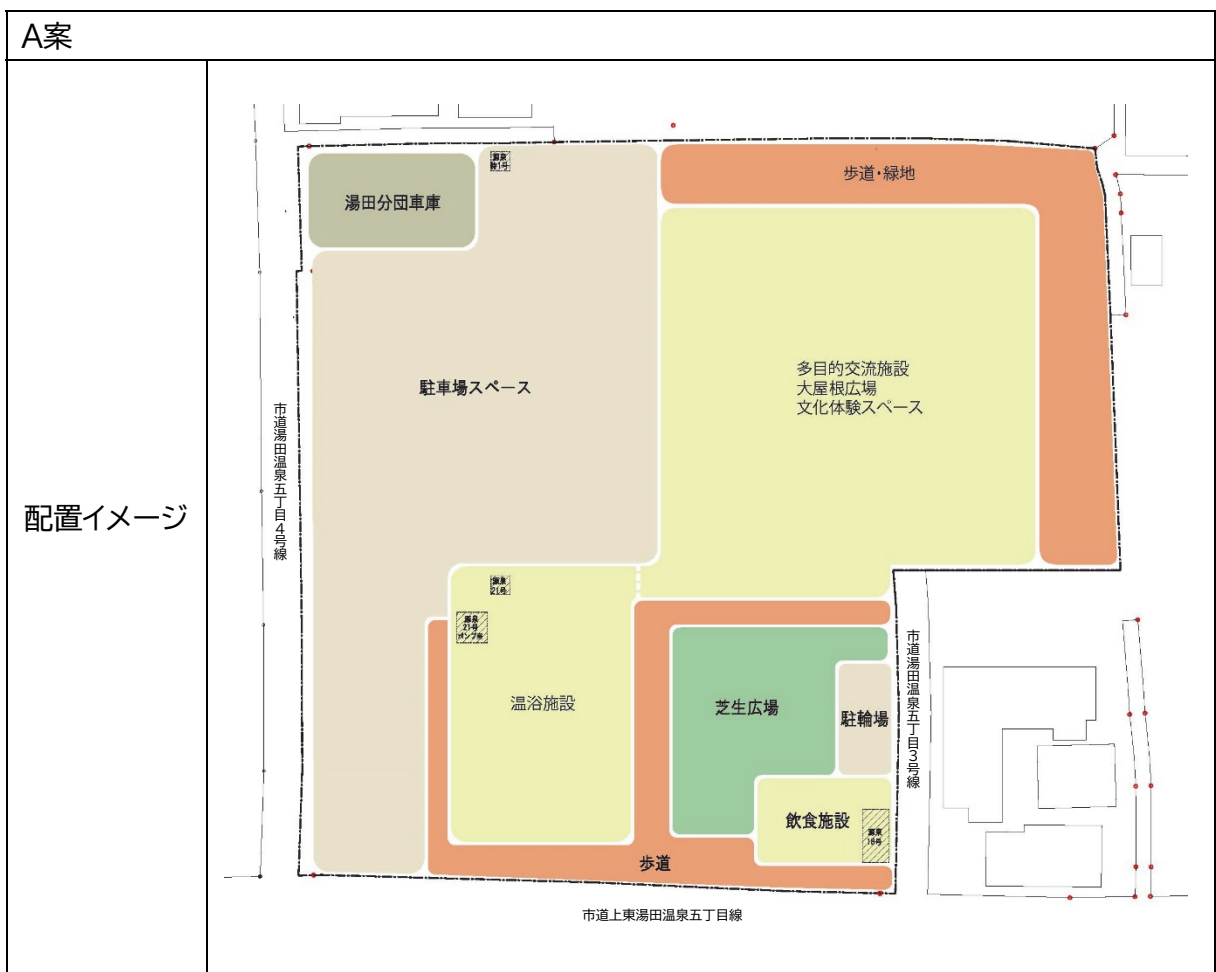 A案
配置イメージ
源泉
湯田分団車庫
歩道・緑地
駐車場スペース
多目的交流施設
大屋根広場
文化体験スペース
市道湯田温泉五丁目4号線
源泉
21号
源泉
21号
ポンプ室
温浴施設
芝生広場
駐輪場
市道湯田温泉五丁目3号線
飲食施設
源泉
歩道
市道上東湯田温泉五丁目線